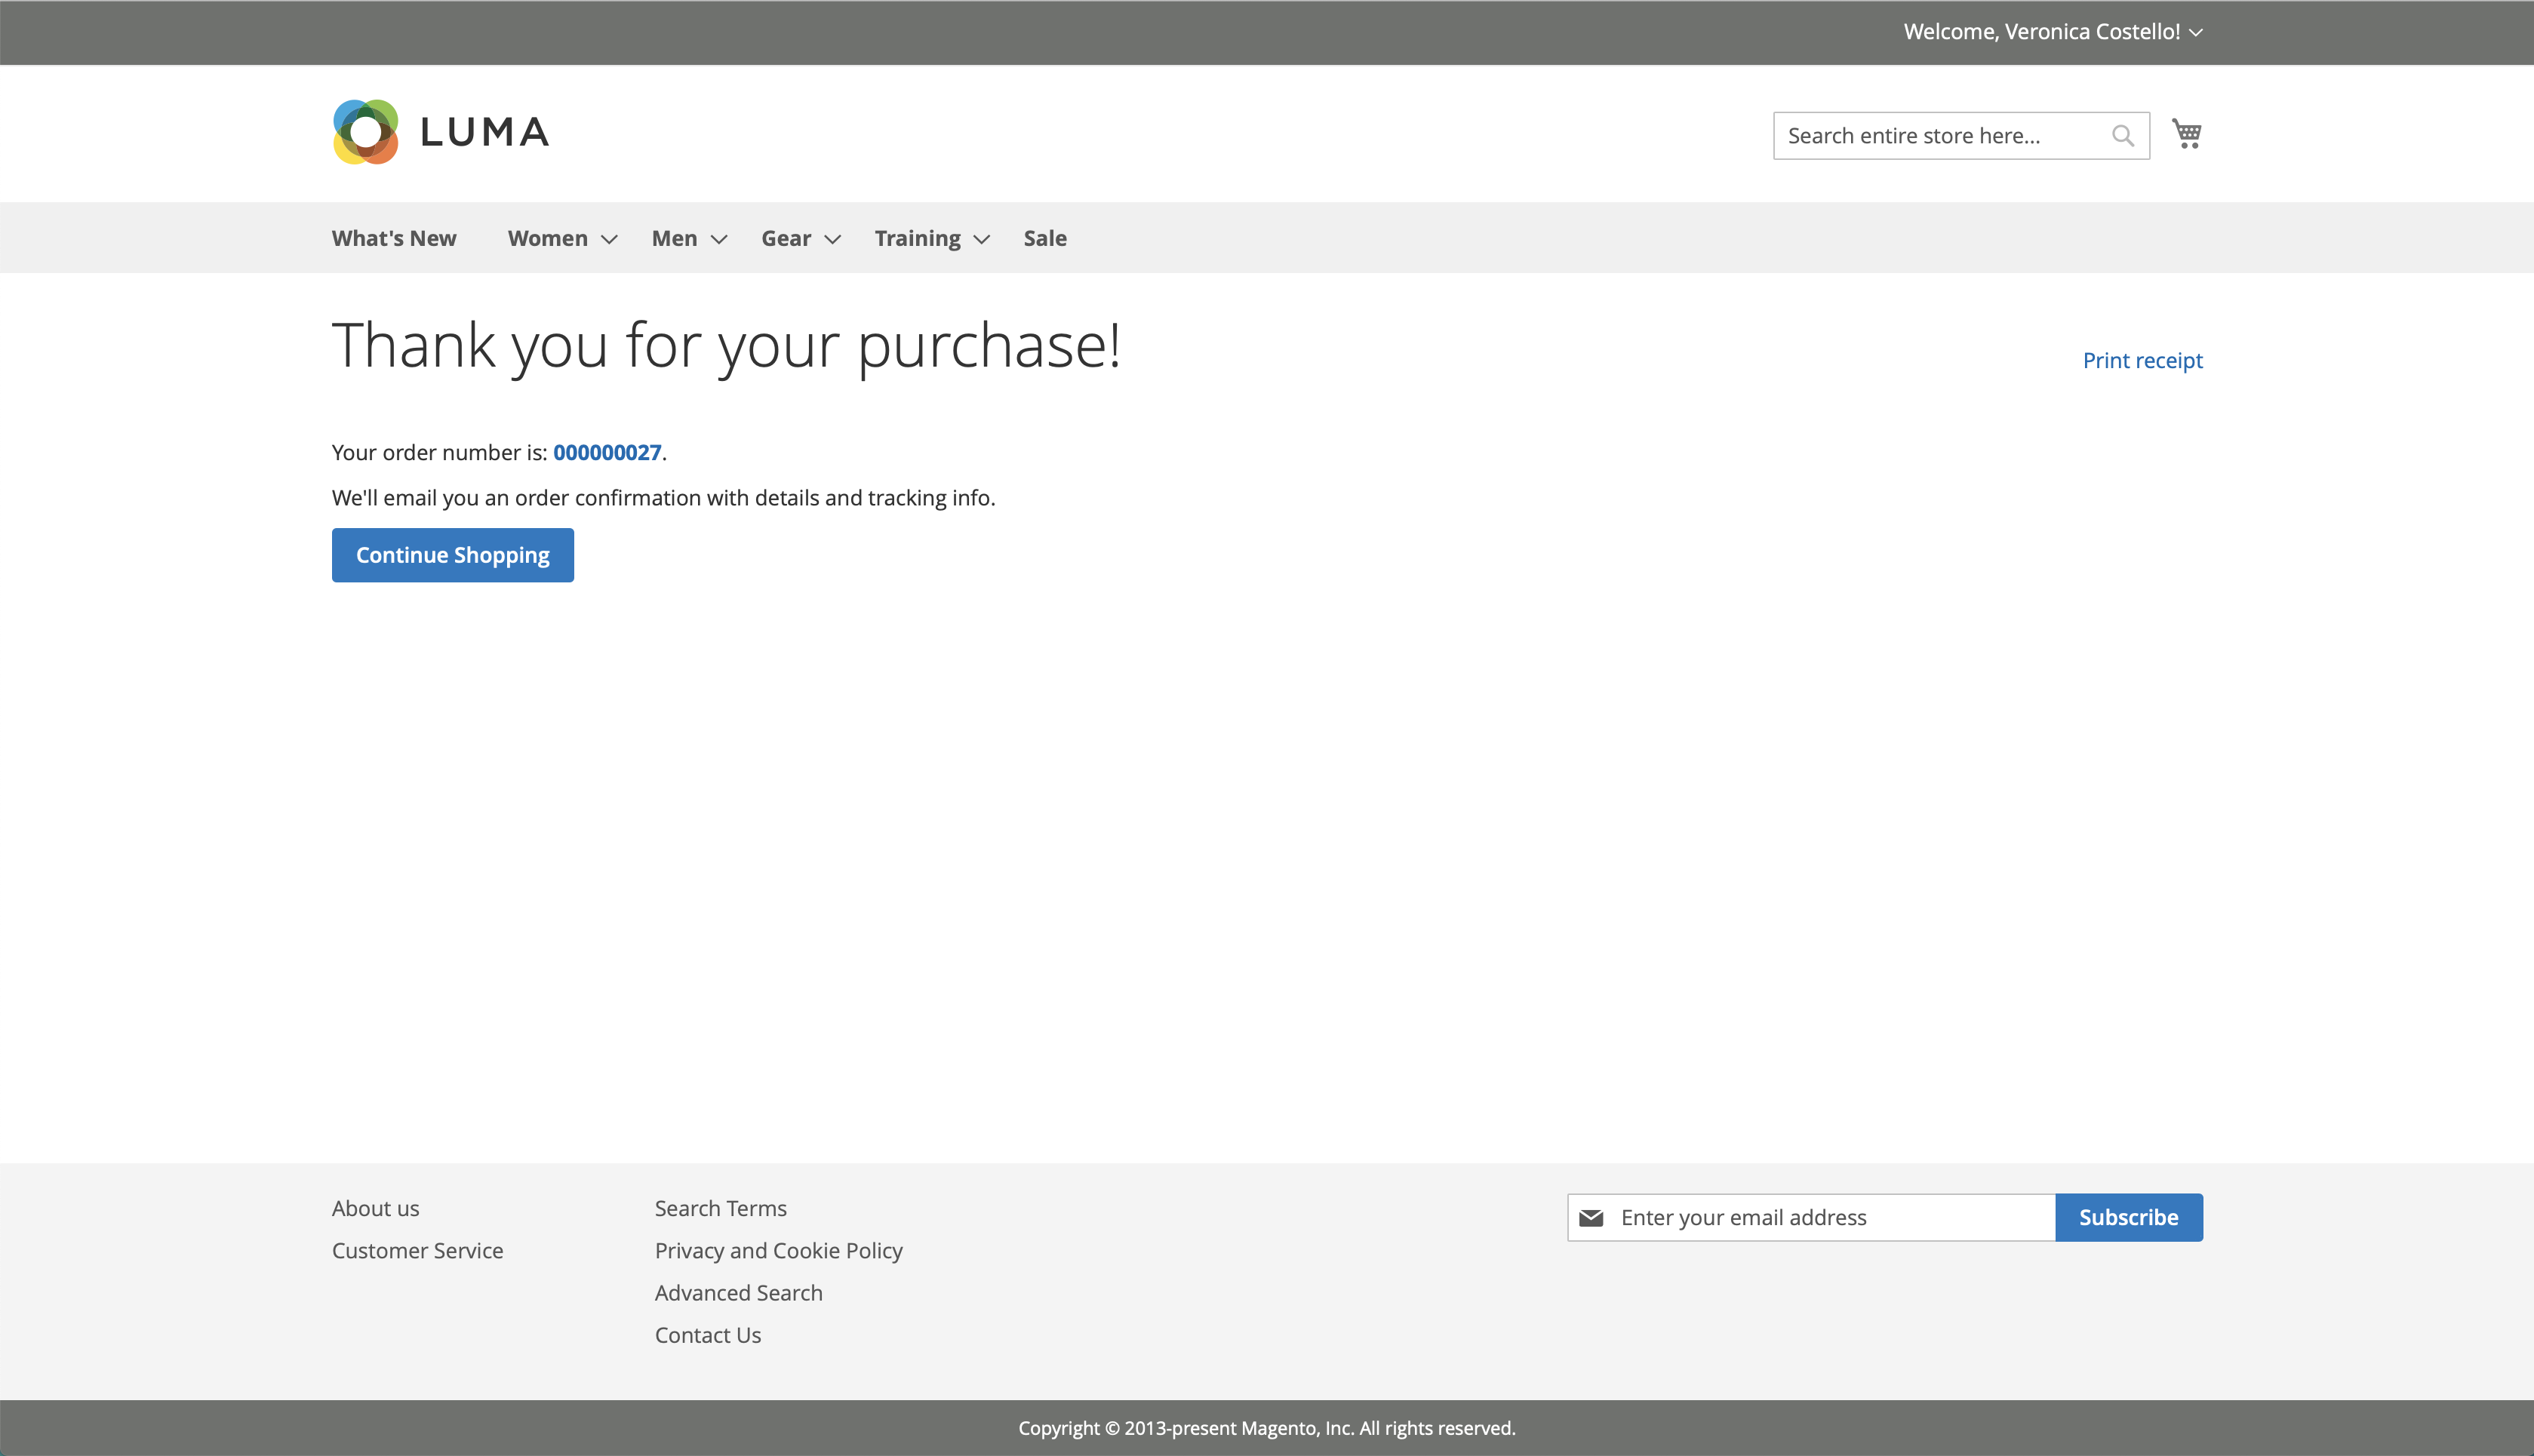 Welcome, Veronica Costello!
LUMA
Search entire store here...
What's New Women Men Gear Training Sale
Thank you for your purchase!
Print receipt
Your order number is: 000000027.
We'll email you an order confirmation with details and tracking info.
Continue Shopping
About us
Customer Service
Search Terms
Privacy and Cookie Policy
Advanced Search
Contact Us
Enter your email address
Subscribe
Copyright © 2013-present Magento, Inc. All rights reserved.